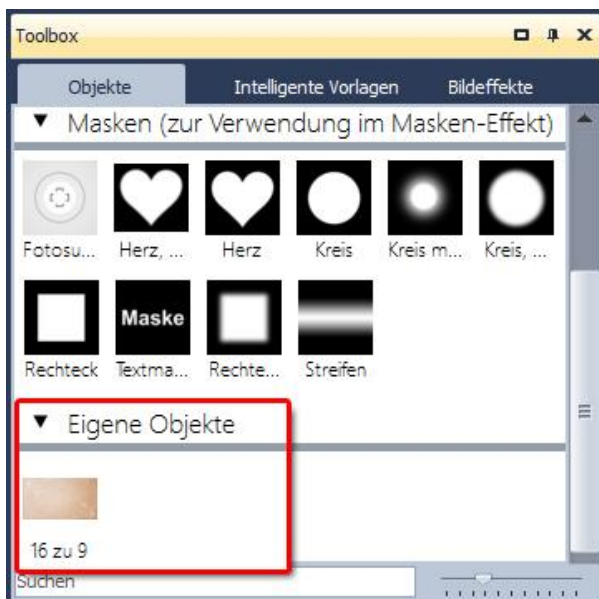 Toolbox
Objekte Intelligente Vorlagen Bildeffekte
Masken (zur Verwendung im Masken-Effekt)
Maske
Fotosu... Herz, ... Herz Kreis Kreis m... Kreis, ...
Rechteck Textma... Rechte... Streifen
Eigene Objekte
16 zu 9
Suchen